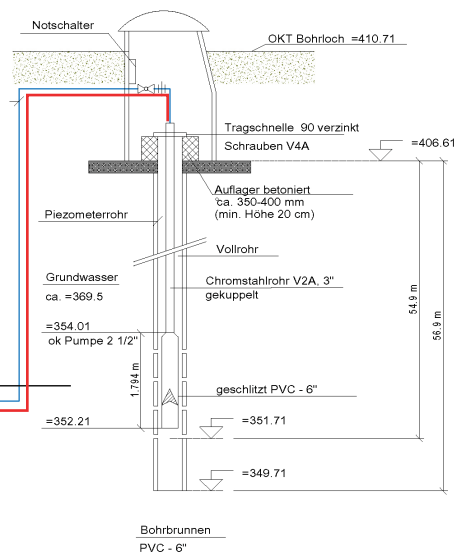 Notschalter
OKT Bohrloch =410.71
Tragschnelle 90 verzinkt
Schrauben V4A
=406.61
Auflager betoniert
ca. 350-400 mm
(min. Höhe 20 cm)
Piezometerrohr
Vollrohr
Grundwasser
ca. =369.5
Chromstahlrohr V2A, 3"
gekuppelt
54.9 m
56.9 m
=354.01
ok Pumpe 2 1/2"
1.794 m
geschlitzt PVC - 6"
=352.21
=351.71
=349.71
Bohrbrunnen
PVC - 6"